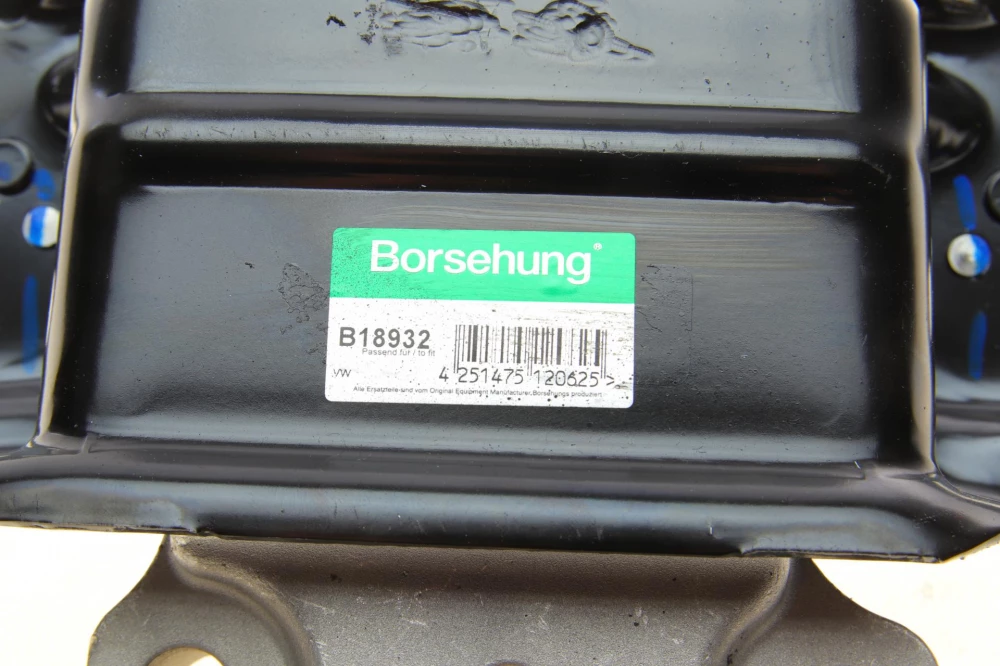 Borsehung®
B18932
Passend für / to fit
VW
4 251475 120625 >
Alle Ersatzteile sind vom Original Equipment Manufacturer Borsehungs produziert.